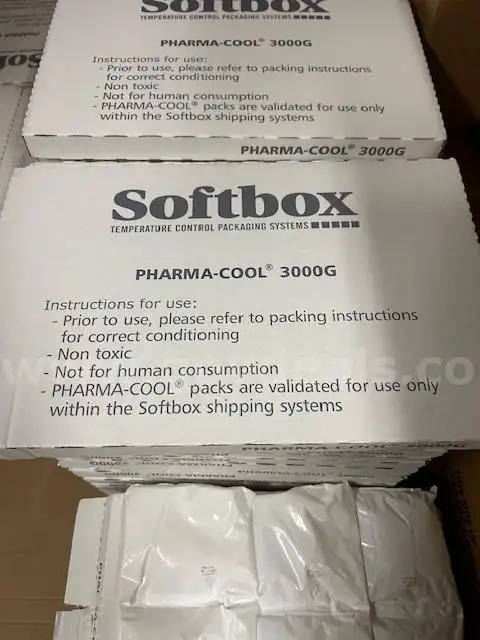 Softbox
TEMPERATURE CONTROL PACKAGING SYSTEMS
PHARMA-COOL® 3000G
Instructions for use:
- Prior to use, please refer to packing instructions
for correct conditioning
- Non toxic
- Not for human consumption
- PHARMA-COOL® packs are validated for use only
within the Softbox shipping systems
PHARMA-COOL® 3000G
Softbox
TEMPERATURE CONTROL PACKAGING SYSTEMS
PHARMA-COOL® 3000G
Instructions for use:
- Prior to use, please refer to packing instructions
for correct conditioning
- Non toxic
- Not for human consumption
- PHARMA-COOL® packs are validated for use only
within the Softbox shipping systems
PHARMA-COOL® 3000G